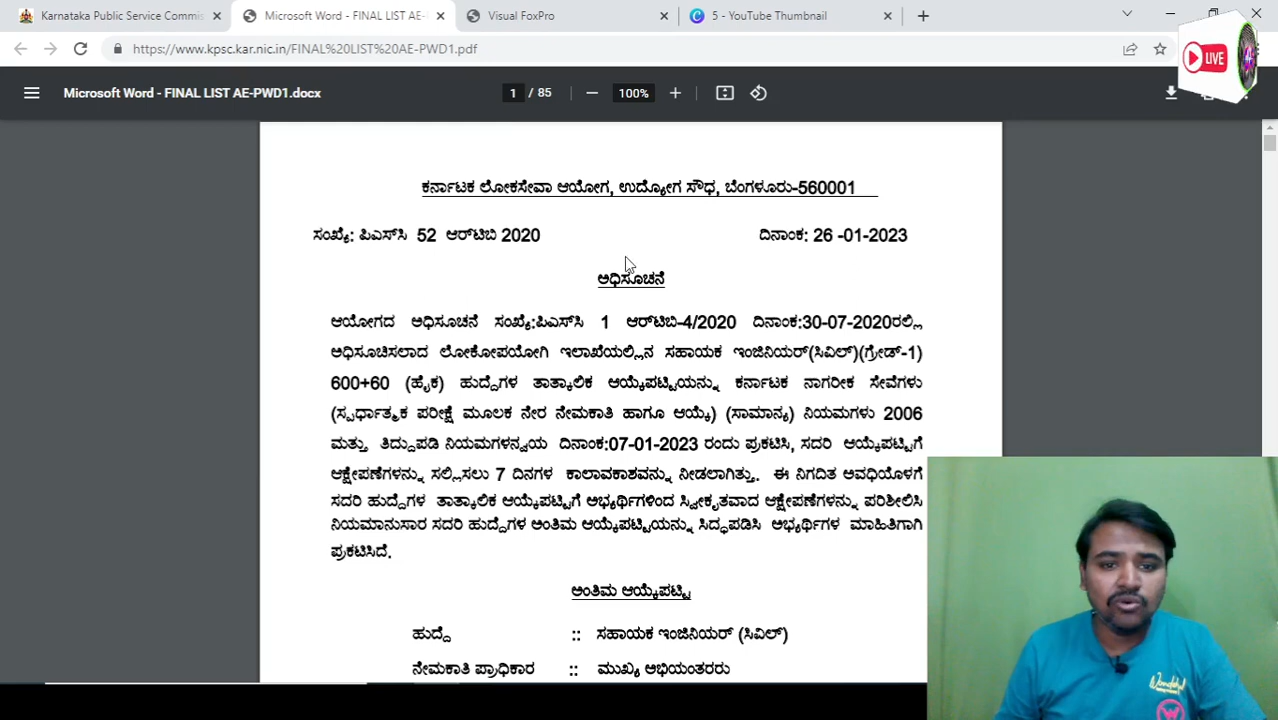 Karnataka Public Service Commis
Microsoft Word - FINAL LIST AE-
Visual FoxPro
5 - YouTube Thumbnail
https://www.kpsc.kar.nic.in/FINAL%20LIST%20AE-PWD1.pdf
LIVE
Microsoft Word - FINAL LIST AE-PWD1.docx
1 / 85
100%
ಕರ್ನಾಟಕ ಲೋಕಸೇವಾ ಆಯೋಗ, ಉದ್ಯೋಗ ಸೌಧ, ಬೆಂಗಳೂರು-560001
ಸಂಖ್ಯೆ: ಪಿಎಸ್‌ಸಿ 52 ಆರ್‌ಟಿಬಿ 2020
ದಿನಾಂಕ: 26 -01-2023
ಅಧಿಸೂಚನೆ
ಆಯೋಗದ ಅಧಿಸೂಚನೆ ಸಂಖ್ಯೆ:ಪಿಎಸ್‌ಸಿ 1 ಆರ್‌ಟಿಬಿ-4/2020 ದಿನಾಂಕ:30-07-2020ರಲ್ಲಿ
ಅಧಿಸೂಚಿಸಲಾದ ಲೋಕೋಪಯೋಗಿ ಇಲಾಖೆಯಲ್ಲಿನ ಸಹಾಯಕ ಇಂಜಿನಿಯರ್(ಸಿವಿಲ್)(ಗ್ರೇಡ್-1)
600+60 (ಹೈಕ) ಹುದ್ದೆಗಳ ತಾತ್ಕಾಲಿಕ ಆಯ್ಕೆಪಟ್ಟಿಯನ್ನು ಕರ್ನಾಟಕ ನಾಗರೀಕ ಸೇವೆಗಳು
(ಸ್ಪರ್ಧಾತ್ಮಕ ಪರೀಕ್ಷೆ ಮೂಲಕ ನೇರ ನೇಮಕಾತಿ ಹಾಗೂ ಆಯ್ಕೆ) (ಸಾಮಾನ್ಯ) ನಿಯಮಗಳು 2006
ಮತ್ತು ತಿದ್ದುಪಡಿ ನಿಯಮಗಳನ್ವಯ ದಿನಾಂಕ:07-01-2023 ರಂದು ಪ್ರಕಟಿಸಿ, ಸದರಿ ಆಯ್ಕೆಪಟ್ಟಿಗೆ
ಆಕ್ಷೇಪಣೆಗಳನ್ನು ಸಲ್ಲಿಸಲು 7 ದಿನಗಳ ಕಾಲಾವಕಾಶವನ್ನು ನೀಡಲಾಗಿತ್ತು. ಈ ನಿಗದಿತ ಅವಧಿಯೊಳಗೆ
ಸದರಿ ಹುದ್ದೆಗಳ ತಾತ್ಕಾಲಿಕ ಆಯ್ಕೆಪಟ್ಟಿಗೆ ಅಭ್ಯರ್ಥಿಗಳಿಂದ ಸ್ವೀಕೃತವಾದ ಆಕ್ಷೇಪಣೆಗಳನ್ನು ಪರಿಶೀಲಿಸಿ
ನಿಯಮಾನುಸಾರ ಸದರಿ ಹುದ್ದೆಗಳ ಅಂತಿಮ ಆಯ್ಕೆಪಟ್ಟಿಯನ್ನು ಸಿದ್ಧಪಡಿಸಿ ಅಭ್ಯರ್ಥಿಗಳ ಮಾಹಿತಿಗಾಗಿ
ಪ್ರಕಟಿಸಿದೆ.
ಅಂತಿಮ ಆಯ್ಕೆಪಟ್ಟಿ
ಹುದ್ದೆ :: ಸಹಾಯಕ ಇಂಜಿನಿಯರ್ (ಸಿವಿಲ್)
ನೇಮಕಾತಿ ಪ್ರಾಧಿಕಾರ :: ಮುಖ್ಯ ಅಭಿಯಂತರರು